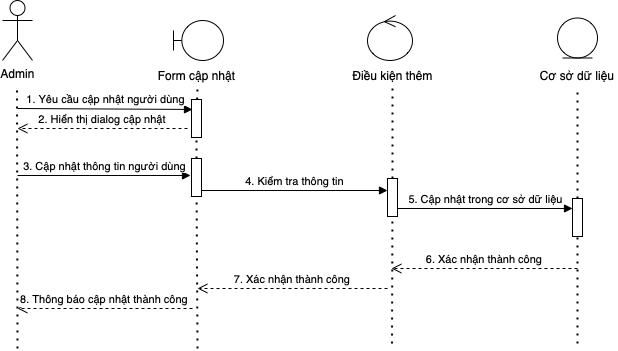 Admin
Form cập nhật
Điều kiện thêm
Cơ sở dữ liệu
1. Yêu cầu cập nhật người dùng
2. Hiển thị dialog cập nhật
3. Cập nhật thông tin người dùng
4. Kiểm tra thông tin
5. Cập nhật trong cơ sở dữ liệu
6. Xác nhận thành công
7. Xác nhận thành công
8. Thông báo cập nhật thành công